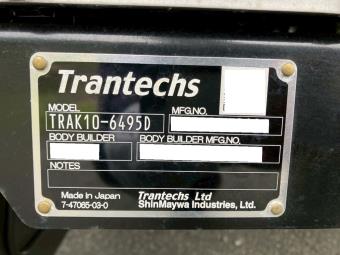 Trantechs
MODEL
MFG.NO.
TRAK10-6495D
BODY BUILDER
BODY BUILDER MFG.NO.
NOTES
Made in Japan
Trantechs Ltd
7-47065-03-0
ShinMaywa Industries, Ltd.